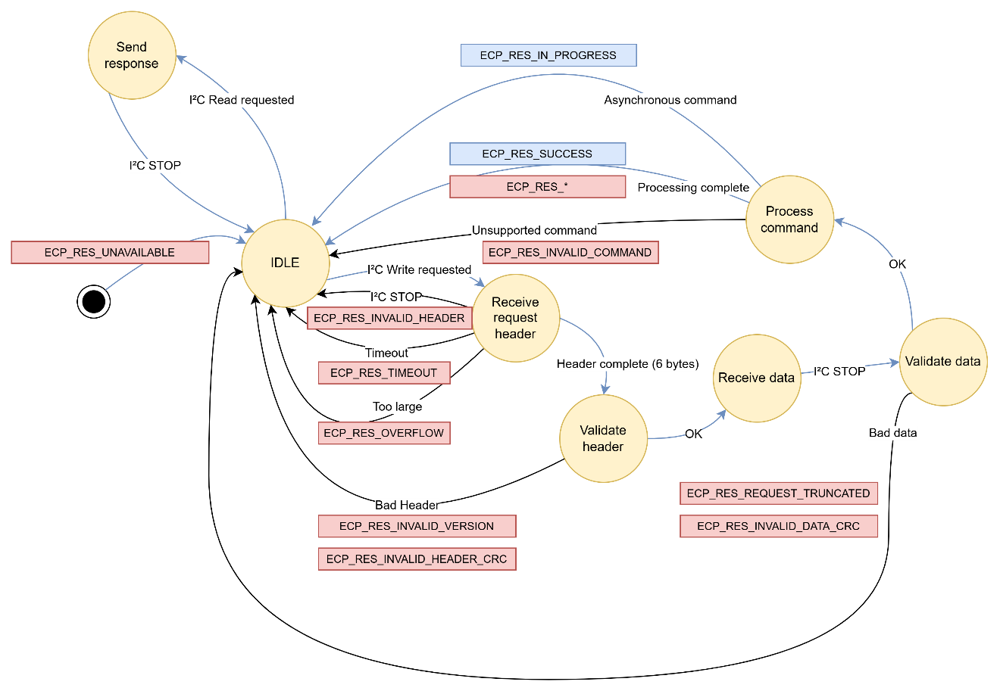 Send
response
ECP_RES_IN_PROGRESS
I²C Read requested
Asynchronous command
ECP_RES_SUCCESS
I²C STOP
ECP_RES_*
Processing complete
Process
command
Unsupported command
ECP_RES_UNAVAILABLE
ECP_RES_INVALID_COMMAND
IDLE
I²C Write requested
OK
I²C STOP
Receive
request
header
ECP_RES_INVALID_HEADER
Timeout
ECP_RES_TIMEOUT
Header complete (6 bytes)
Receive data
I²C STOP
Validate data
Too large
ECP_RES_OVERFLOW
Validate
header
OK
Bad data
Bad Header
ECP_RES_REQUEST_TRUNCATED
ECP_RES_INVALID_VERSION
ECP_RES_INVALID_DATA_CRC
ECP_RES_INVALID_HEADER_CRC